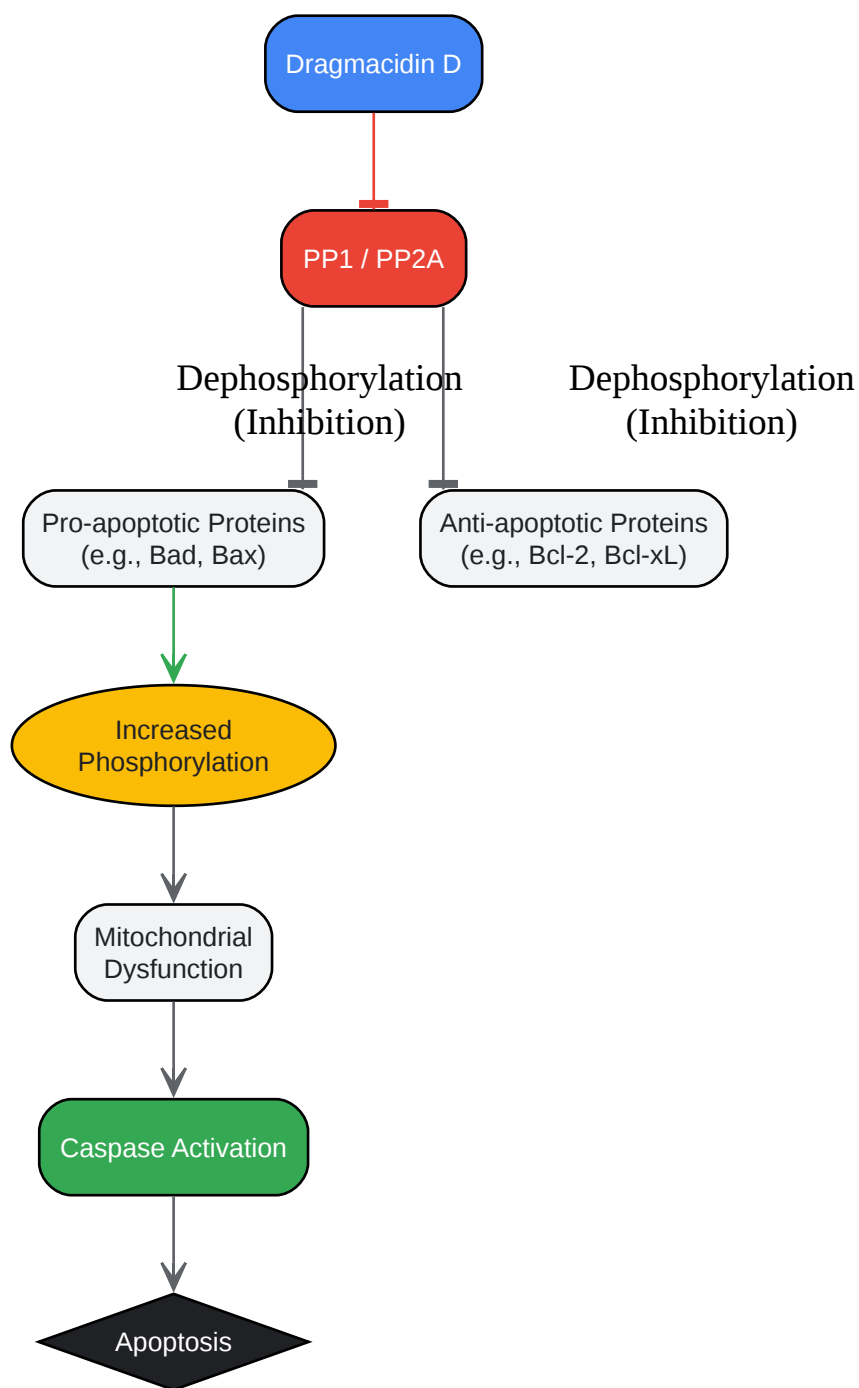 Dragmacidin D
PP1 / PP2A
Dephosphorylation
(Inhibition)
Dephosphorylation
(Inhibition)
Pro-apoptotic Proteins
(e.g., Bad, Bax)
Anti-apoptotic Proteins
(e.g., Bcl-2, Bcl-xL)
Increased
Phosphorylation
Mitochondrial
Dysfunction
Caspase Activation
Apoptosis